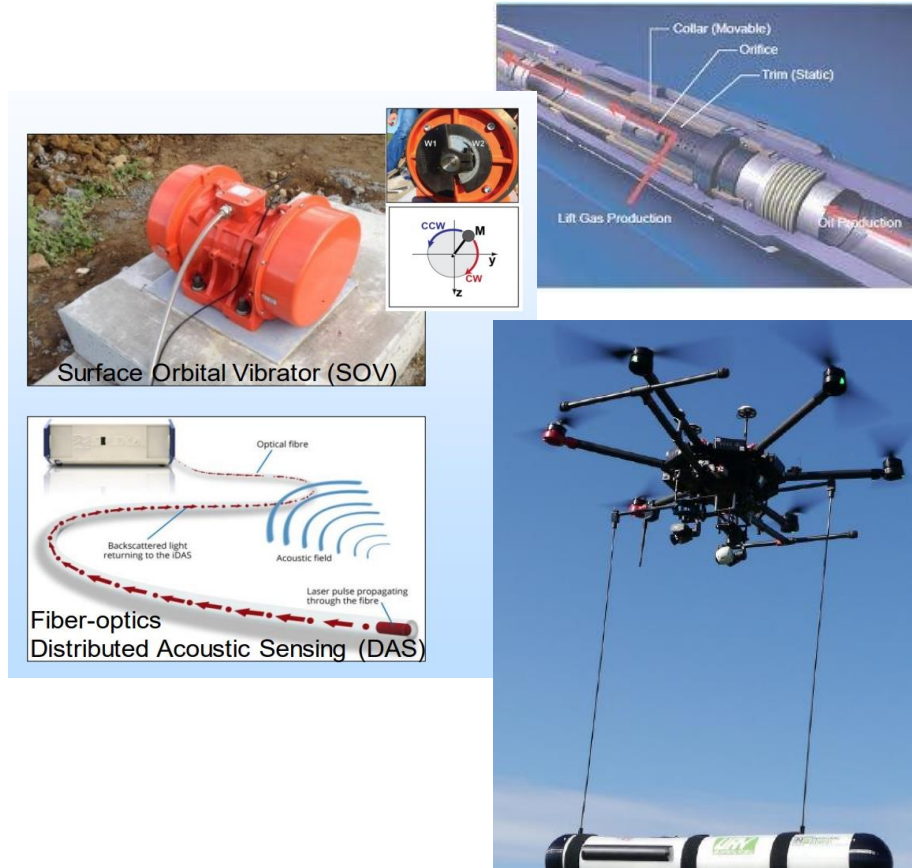 Collar (Movable)
Orifice
Trim (Static)
Lift Gas Production
Oil Production
W1
W2
CCW
M
y
CW
z
Surface Orbital Vibrator (SOV)
Optical fibre
Backscattered light
returning to the iDAS
Acoustic field
Laser pulse propagating
through the fibre
Fiber-optics
Distributed Acoustic Sensing (DAS)